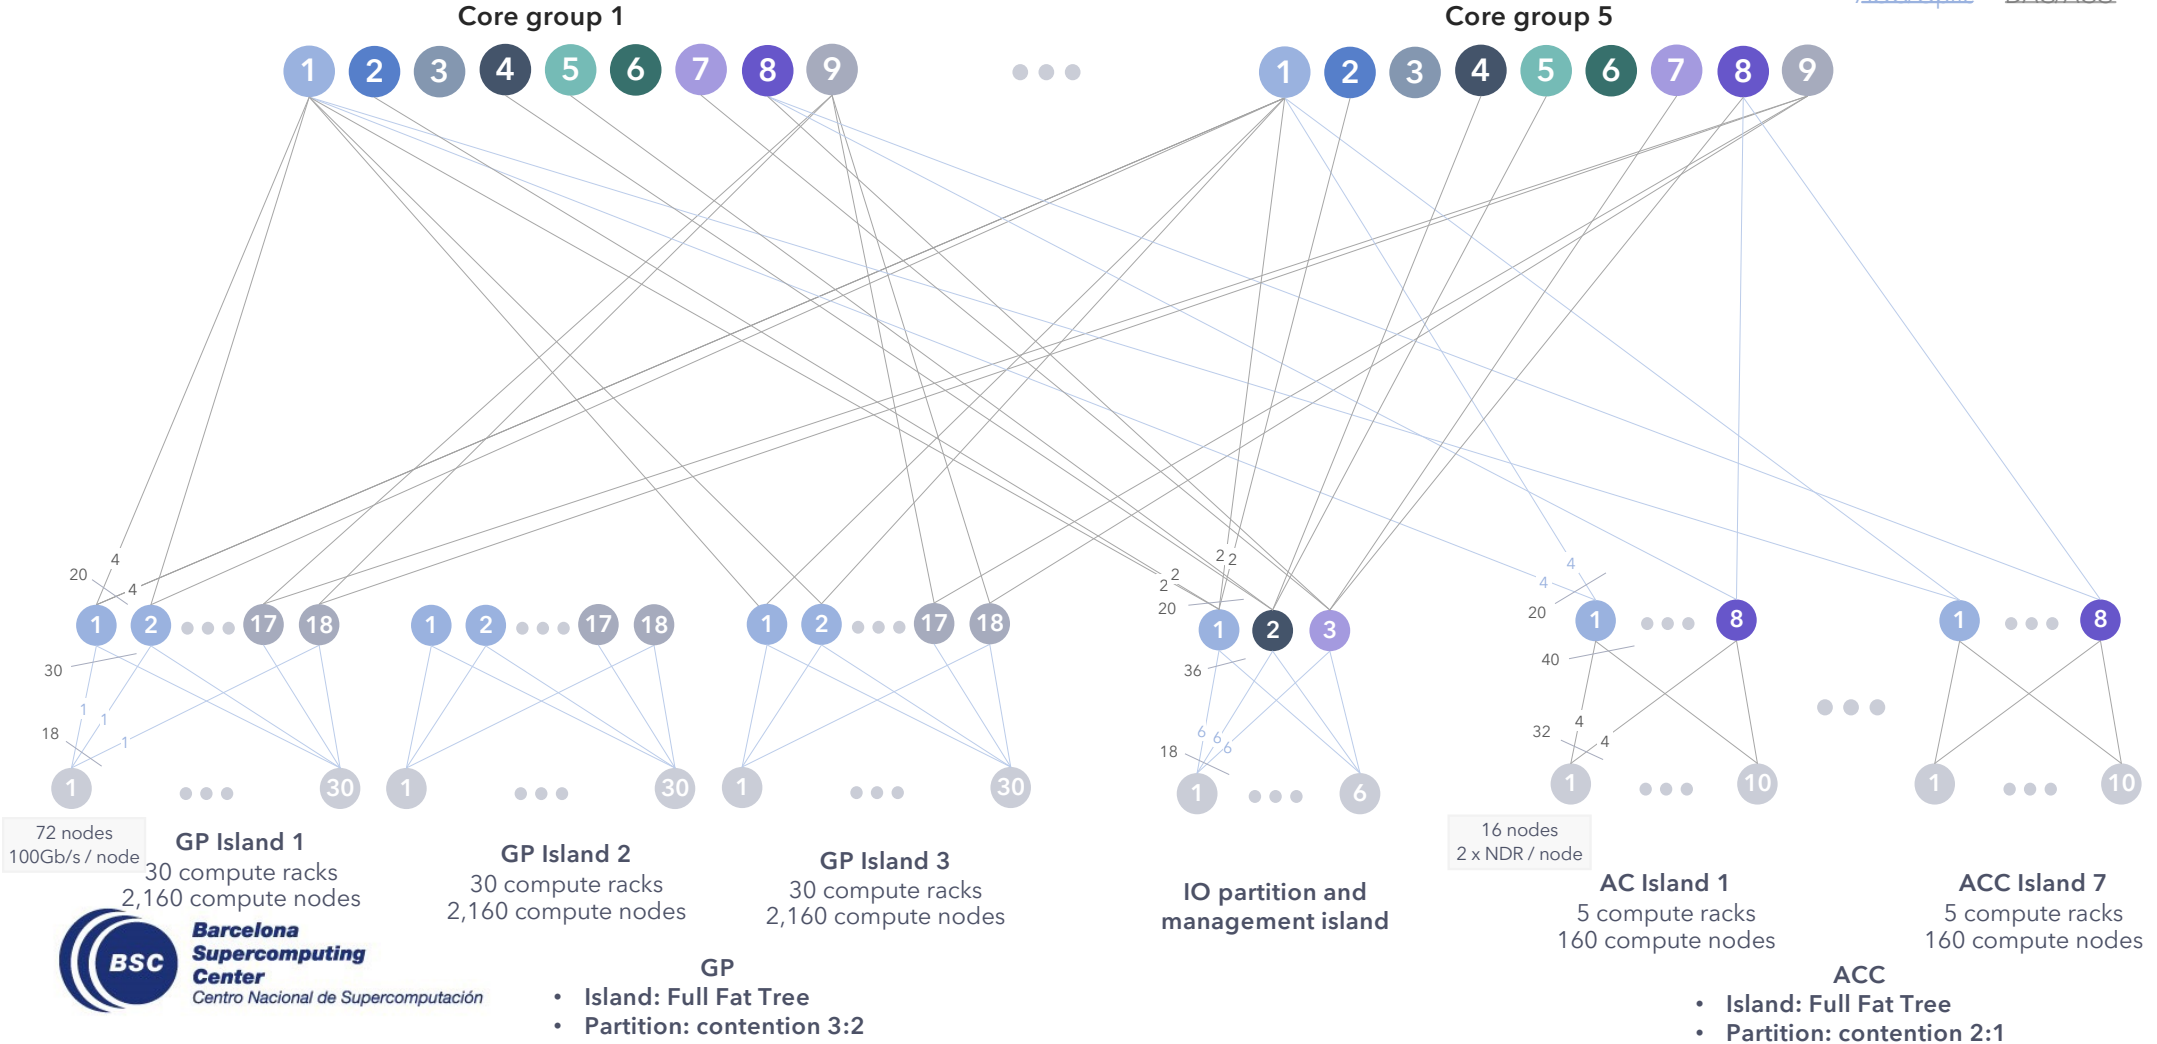 Core group 1
Core group 5
1 2 3 4 5 6 7 8 9
1 2 3 4 5 6 7 8 9
4
20
4
2 2
2
2
20
4
4
20
1 2 17 18
1 2 17 18
1 2 17 18
1 2 3
1 8
1 8
30
36
40
1
1
1
18
6 6 6
18
32
4
4
1 30
1 30
1 30
1 6
1 10
1 10
72 nodes
100Gb/s / node
GP Island 1
30 compute racks
2,160 compute nodes
GP Island 2
30 compute racks
2,160 compute nodes
GP Island 3
30 compute racks
2,160 compute nodes
IO partition and
management island
16 nodes
2 x NDR / node
AC Island 1
5 compute racks
160 compute nodes
ACC Island 7
5 compute racks
160 compute nodes
BSC
Barcelona
Supercomputing
Center
Centro Nacional de Supercomputación
GP
• Island: Full Fat Tree
• Partition: contention 3:2
ACC
• Island: Full Fat Tree
• Partition: contention 2:1